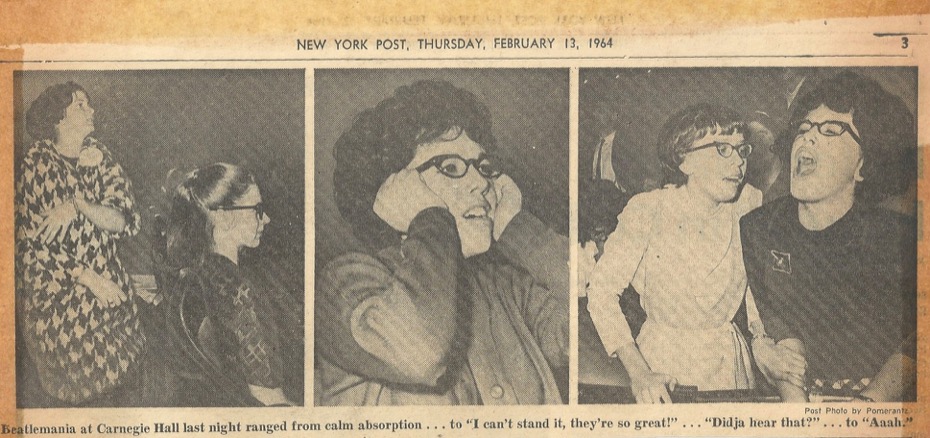 NEW YORK POST, THURSDAY, FEBRUARY 13, 1964
3
Post Photo by Pomerantz
Beatlemania at Carnegie Hall last night ranged from calm absorption . . . to "I can't stand it, they're so great!" . . . "Didja hear that?" . . . to "Aaah."